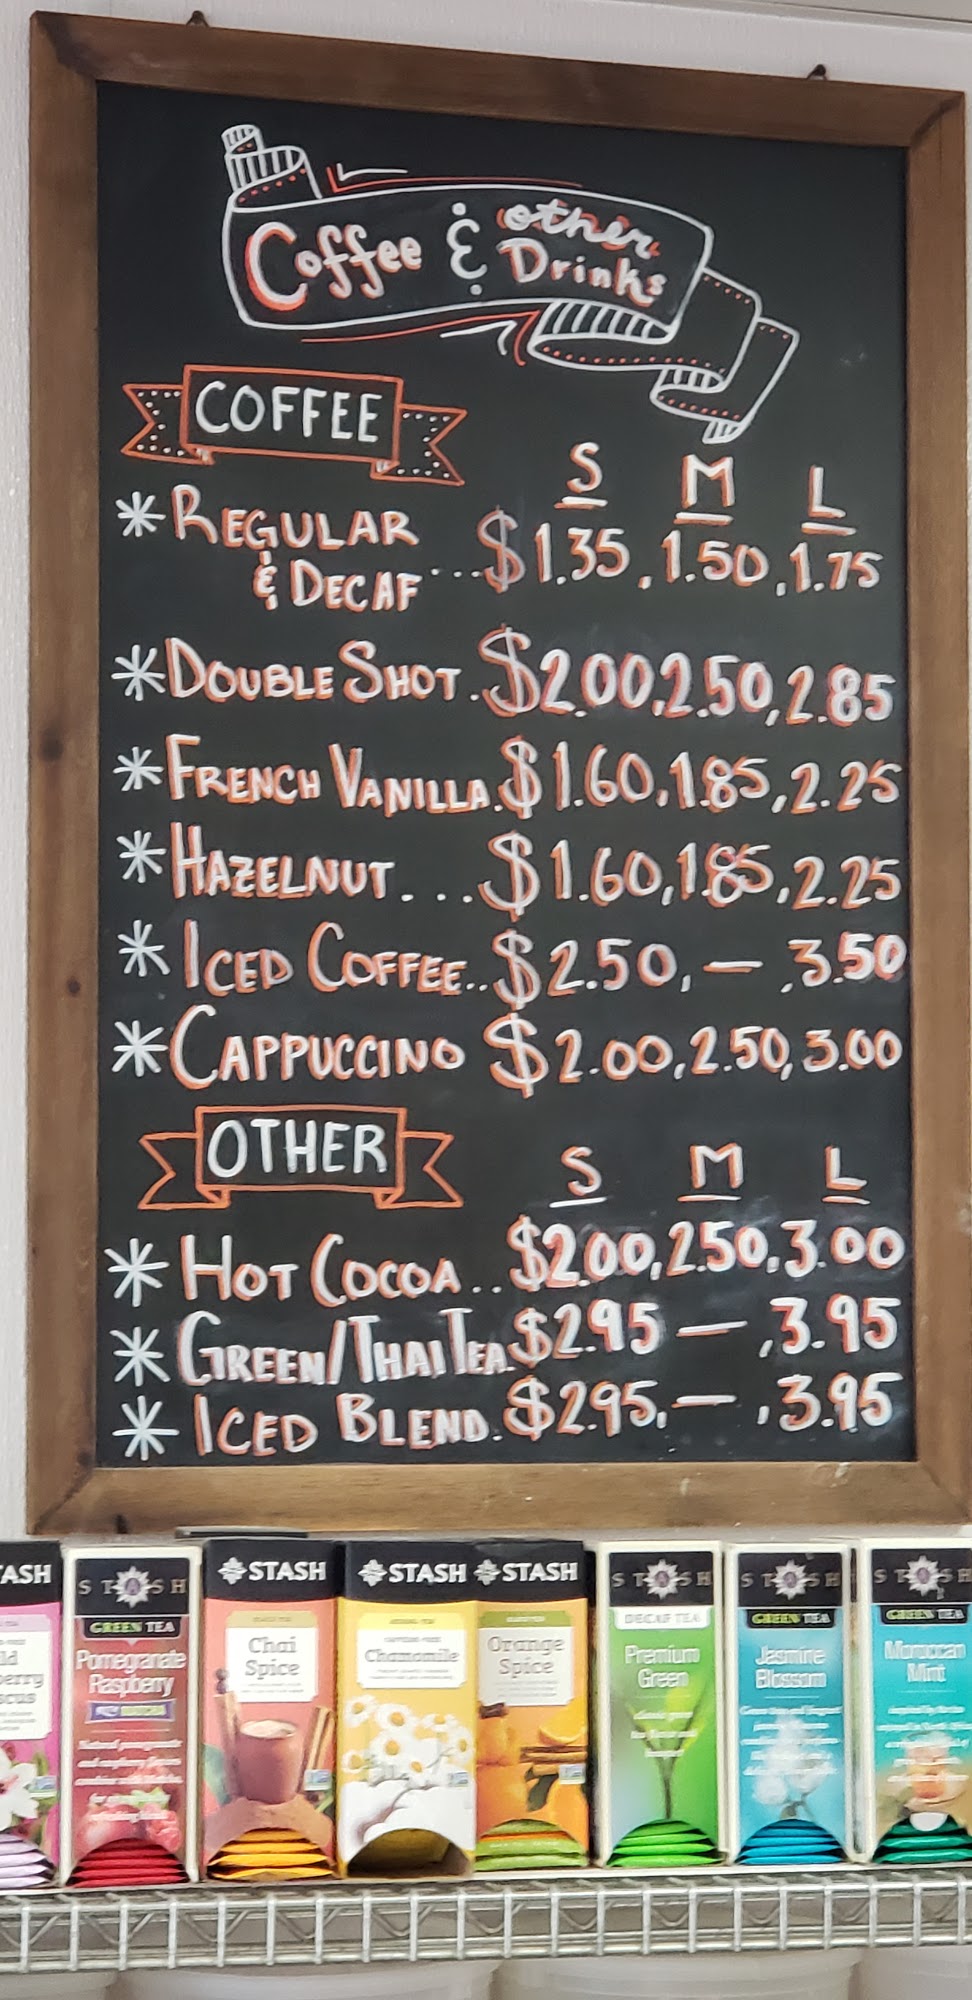 Coffee & other Drinks
COFFEE
S M L
* REGULAR & DECAF ... $1.35, 1.50, 1.75
* DOUBLE SHOT. $2.00, 2.50, 2.85
* FRENCH VANILLA. $1.60, 1.85, 2.25
* HAZELNUT... $1.60, 1.85, 2.25
* ICED COFFEE.. $2.50, — , 3.50
* CAPPUCCINO $2.00, 2.50, 3.00
OTHER
S M L
* HOT COCOA .. $2.00, 2.50, 3.00
* GREEN/THAI TEA. $2.95 — , 3.95
* ICED BLEND. $2.95, — , 3.95
STASH
STASH
GREEN TEA
Pomegranate
Raspberry
MATCHA
STASH
Chai
Spice
STASH
Chamomile
STASH
Orange
Spice
STASH
DECAF TEA
Premium
Green
STASH
GREEN TEA
Jasmine
Blossom
STASH
GREEN TEA
Moroccan
Mint